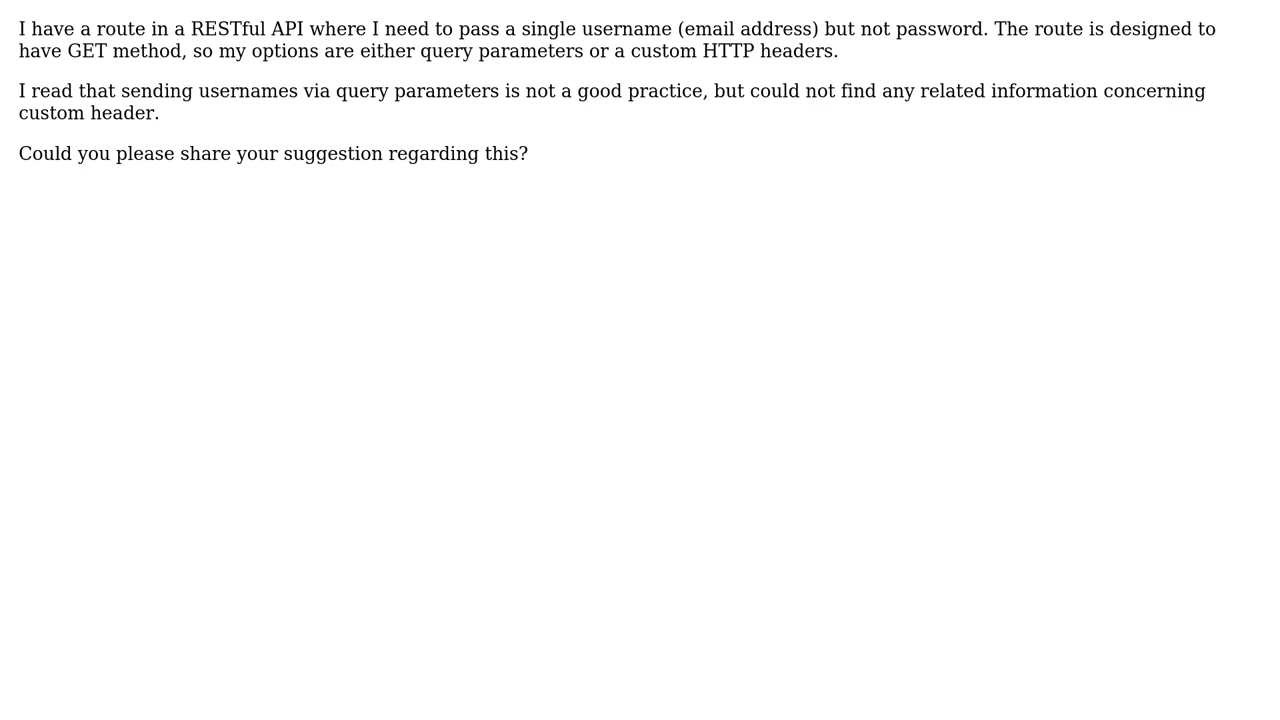 I have a route in a RESTful API where I need to pass a single username (email address) but not password. The route is designed to
have GET method, so my options are either query parameters or a custom HTTP headers.
I read that sending usernames via query parameters is not a good practice, but could not find any related information concerning
custom header.
Could you please share your suggestion regarding this?